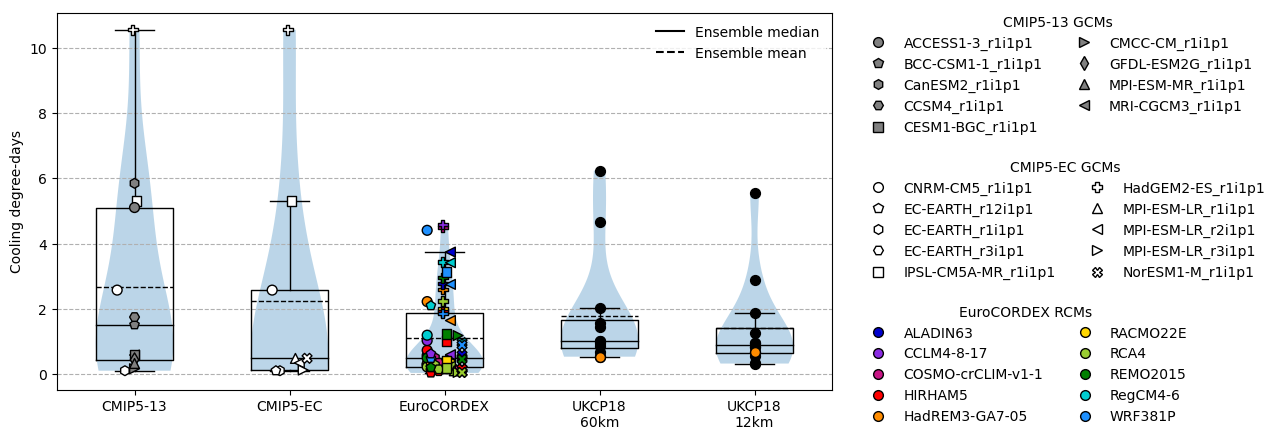 Cooling degree-days
10
8
6
4
2
0
Ensemble median
Ensemble mean
CMIP5-13
CMIP5-EC
EuroCORDEX
UKCP18
60km
UKCP18
12km
CMIP5-13 GCMs
ACCESS1-3_r1i1p1
BCC-CSM1-1_r1i1p1
CanESM2_r1i1p1
CCSM4_r1i1p1
CESM1-BGC_r1i1p1
CMCC-CM_r1i1p1
GFDL-ESM2G_r1i1p1
MPI-ESM-MR_r1i1p1
MRI-CGCM3_r1i1p1
CMIP5-EC GCMs
CNRM-CM5_r1i1p1
EC-EARTH_r12i1p1
EC-EARTH_r1i1p1
EC-EARTH_r3i1p1
IPSL-CM5A-MR_r1i1p1
HadGEM2-ES_r1i1p1
MPI-ESM-LR_r1i1p1
MPI-ESM-LR_r2i1p1
MPI-ESM-LR_r3i1p1
NorESM1-M_r1i1p1
EuroCORDEX RCMs
ALADIN63
CCLM4-8-17
COSMO-crCLIM-v1-1
HIRHAM5
HadREM3-GA7-05
RACMO22E
RCA4
REMO2015
RegCM4-6
WRF381P